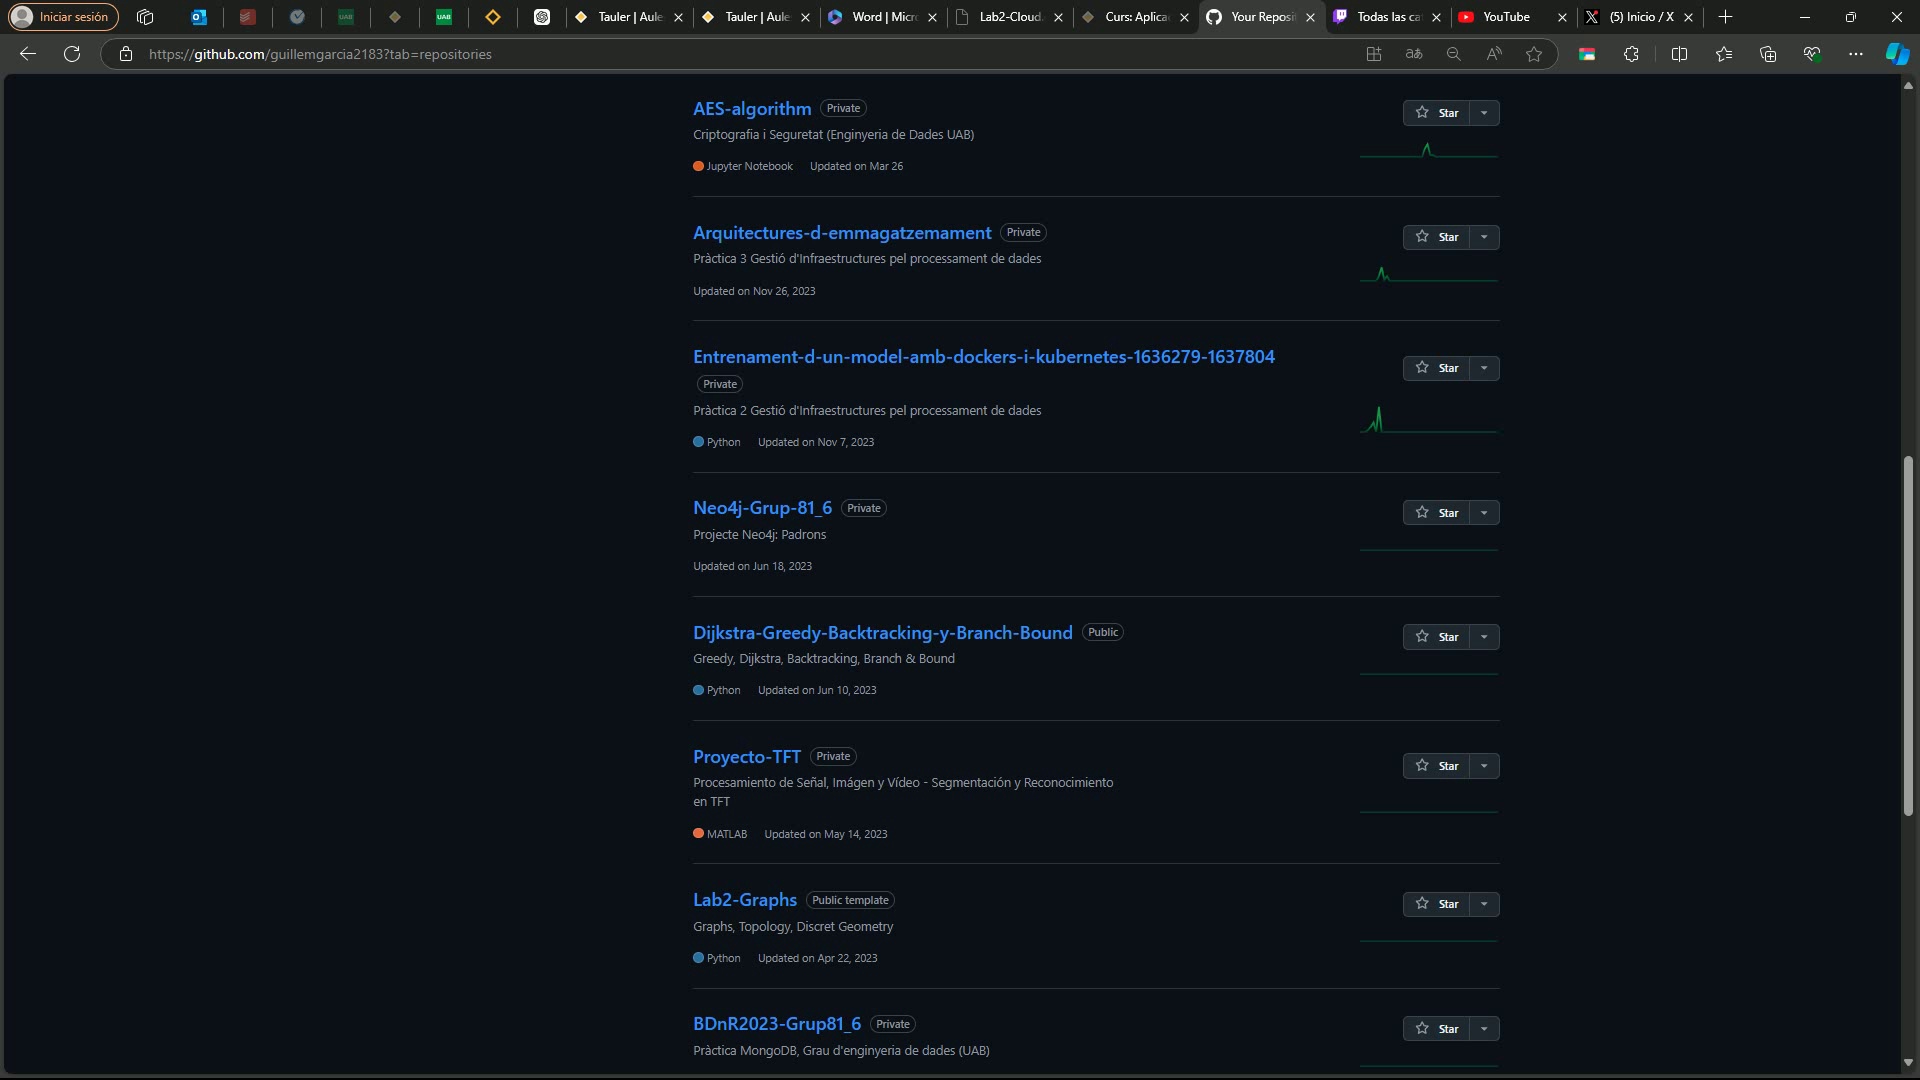 Iniciar sesión
UAB
UAB
Tauler | Aule
Tauler | Aule
Word | Micr
Lab2-Cloud
Curs: Aplica
Your Reposit
Todas las ca
YouTube
(5) Inicio / X
https://github.com/guillemgarcia2183?tab=repositories
AES-algorithm Private
Star
Criptografia i Seguretat (Enginyeria de Dades UAB)
Jupyter Notebook Updated on Mar 26
Arquitectures-d-emmagatzemament Private
Star
Pràctica 3 Gestió d'Infraestructures pel processament de dades
Updated on Nov 26, 2023
Entrenament-d-un-model-amb-dockers-i-kubernetes-1636279-1637804
Star
Private
Pràctica 2 Gestió d'Infraestructures pel processament de dades
Python Updated on Nov 7, 2023
Neo4j-Grup-81_6 Private
Star
Projecte Neo4j: Padrons
Updated on Jun 18, 2023
Dijkstra-Greedy-Backtracking-y-Branch-Bound Public
Star
Greedy, Dijkstra, Backtracking, Branch & Bound
Python Updated on Jun 10, 2023
Proyecto-TFT Private
Star
Procesamiento de Señal, Imágen y Vídeo - Segmentación y Reconocimiento
en TFT
MATLAB Updated on May 14, 2023
Lab2-Graphs Public template
Star
Graphs, Topology, Discret Geometry
Python Updated on Apr 22, 2023
BDnR2023-Grup81_6 Private
Star
Pràctica MongoDB, Grau d'enginyeria de dades (UAB)